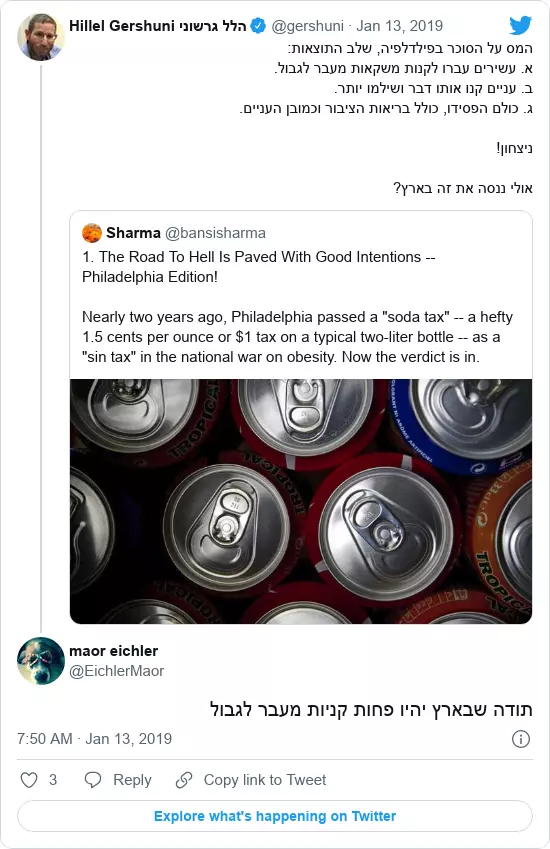 Hillel Gershuni הלל גרשוני @gershuni · Jan 13, 2019
המס על הסוכר בפילדלפיה, שלב התוצאות:
א. עשירים עברו לקנות משקאות מעבר לגבול.
ב. עניים קנו אותו דבר ושילמו יותר.
ג. כולם הפסידו, כולל בריאות הציבור וכמובן העניים.
ניצחון!
אולי ננסה את זה בארץ?
Sharma @bansisharma
1. The Road To Hell Is Paved With Good Intentions --
Philadelphia Edition!
Nearly two years ago, Philadelphia passed a "soda tax" -- a hefty
1.5 cents per ounce or $1 tax on a typical two-liter bottle -- as a
"sin tax" in the national war on obesity. Now the verdict is in.
TROPICAL
TROPICAL
TROPIC
maor eichler
@EichlerMaor
תודה שבארץ יהיו פחות קניות מעבר לגבול
7:50 AM · Jan 13, 2019
3 Reply Copy link to Tweet
Explore what's happening on Twitter